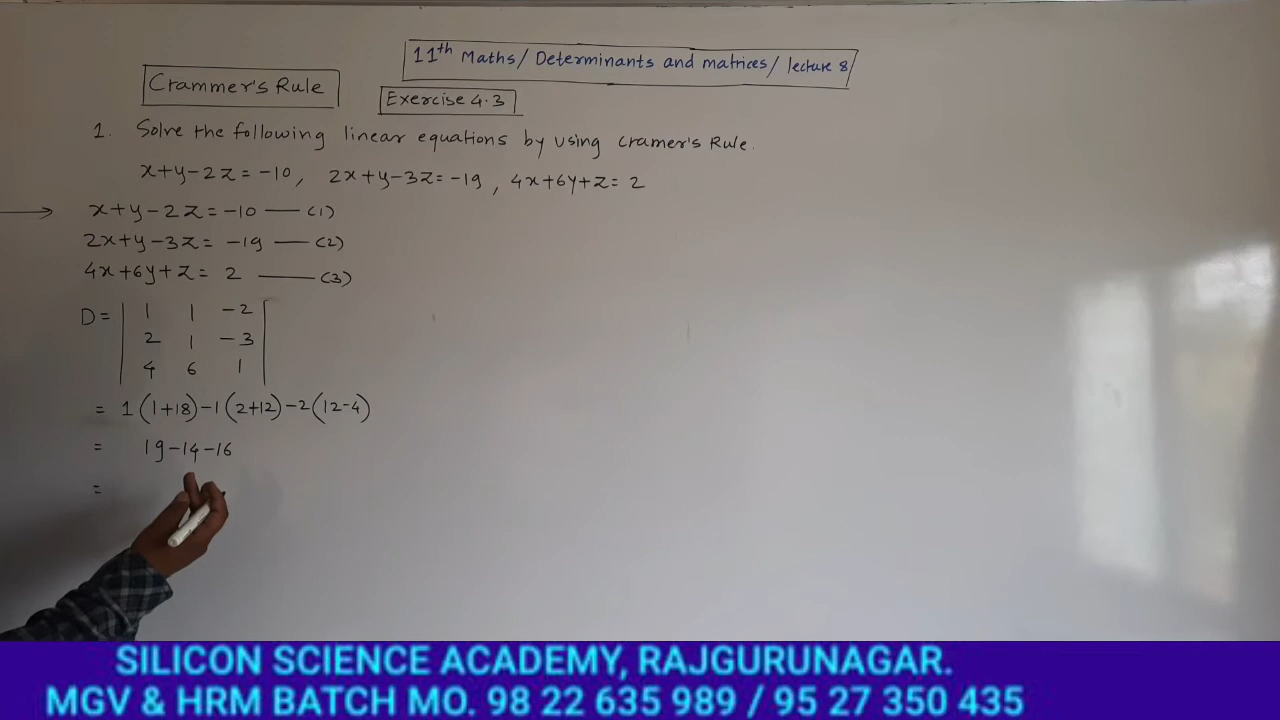 11th Maths/ Determinants and matrices/ lecture 8/
Crammer's Rule
Exercise 4.3
1. Solve the following linear equations by using Cramer's Rule.
x+y-2z=-10, 2x+y-3z=-19, 4x+6y+z=2
→ x+y-2z=-10 — (1)
2x+y-3z=-19 — (2)
4x+6y+z=2 — (3)
D= | 1 1 -2 |
| 2 1 -3 |
| 4 6 1 |
= 1(1+18)-1(2+12)-2(12-4)
= 19-14-16
=
SILICON SCIENCE ACADEMY, RAJGURUNAGAR.
MGV & HRM BATCH MO. 98 22 635 989 / 95 27 350 435